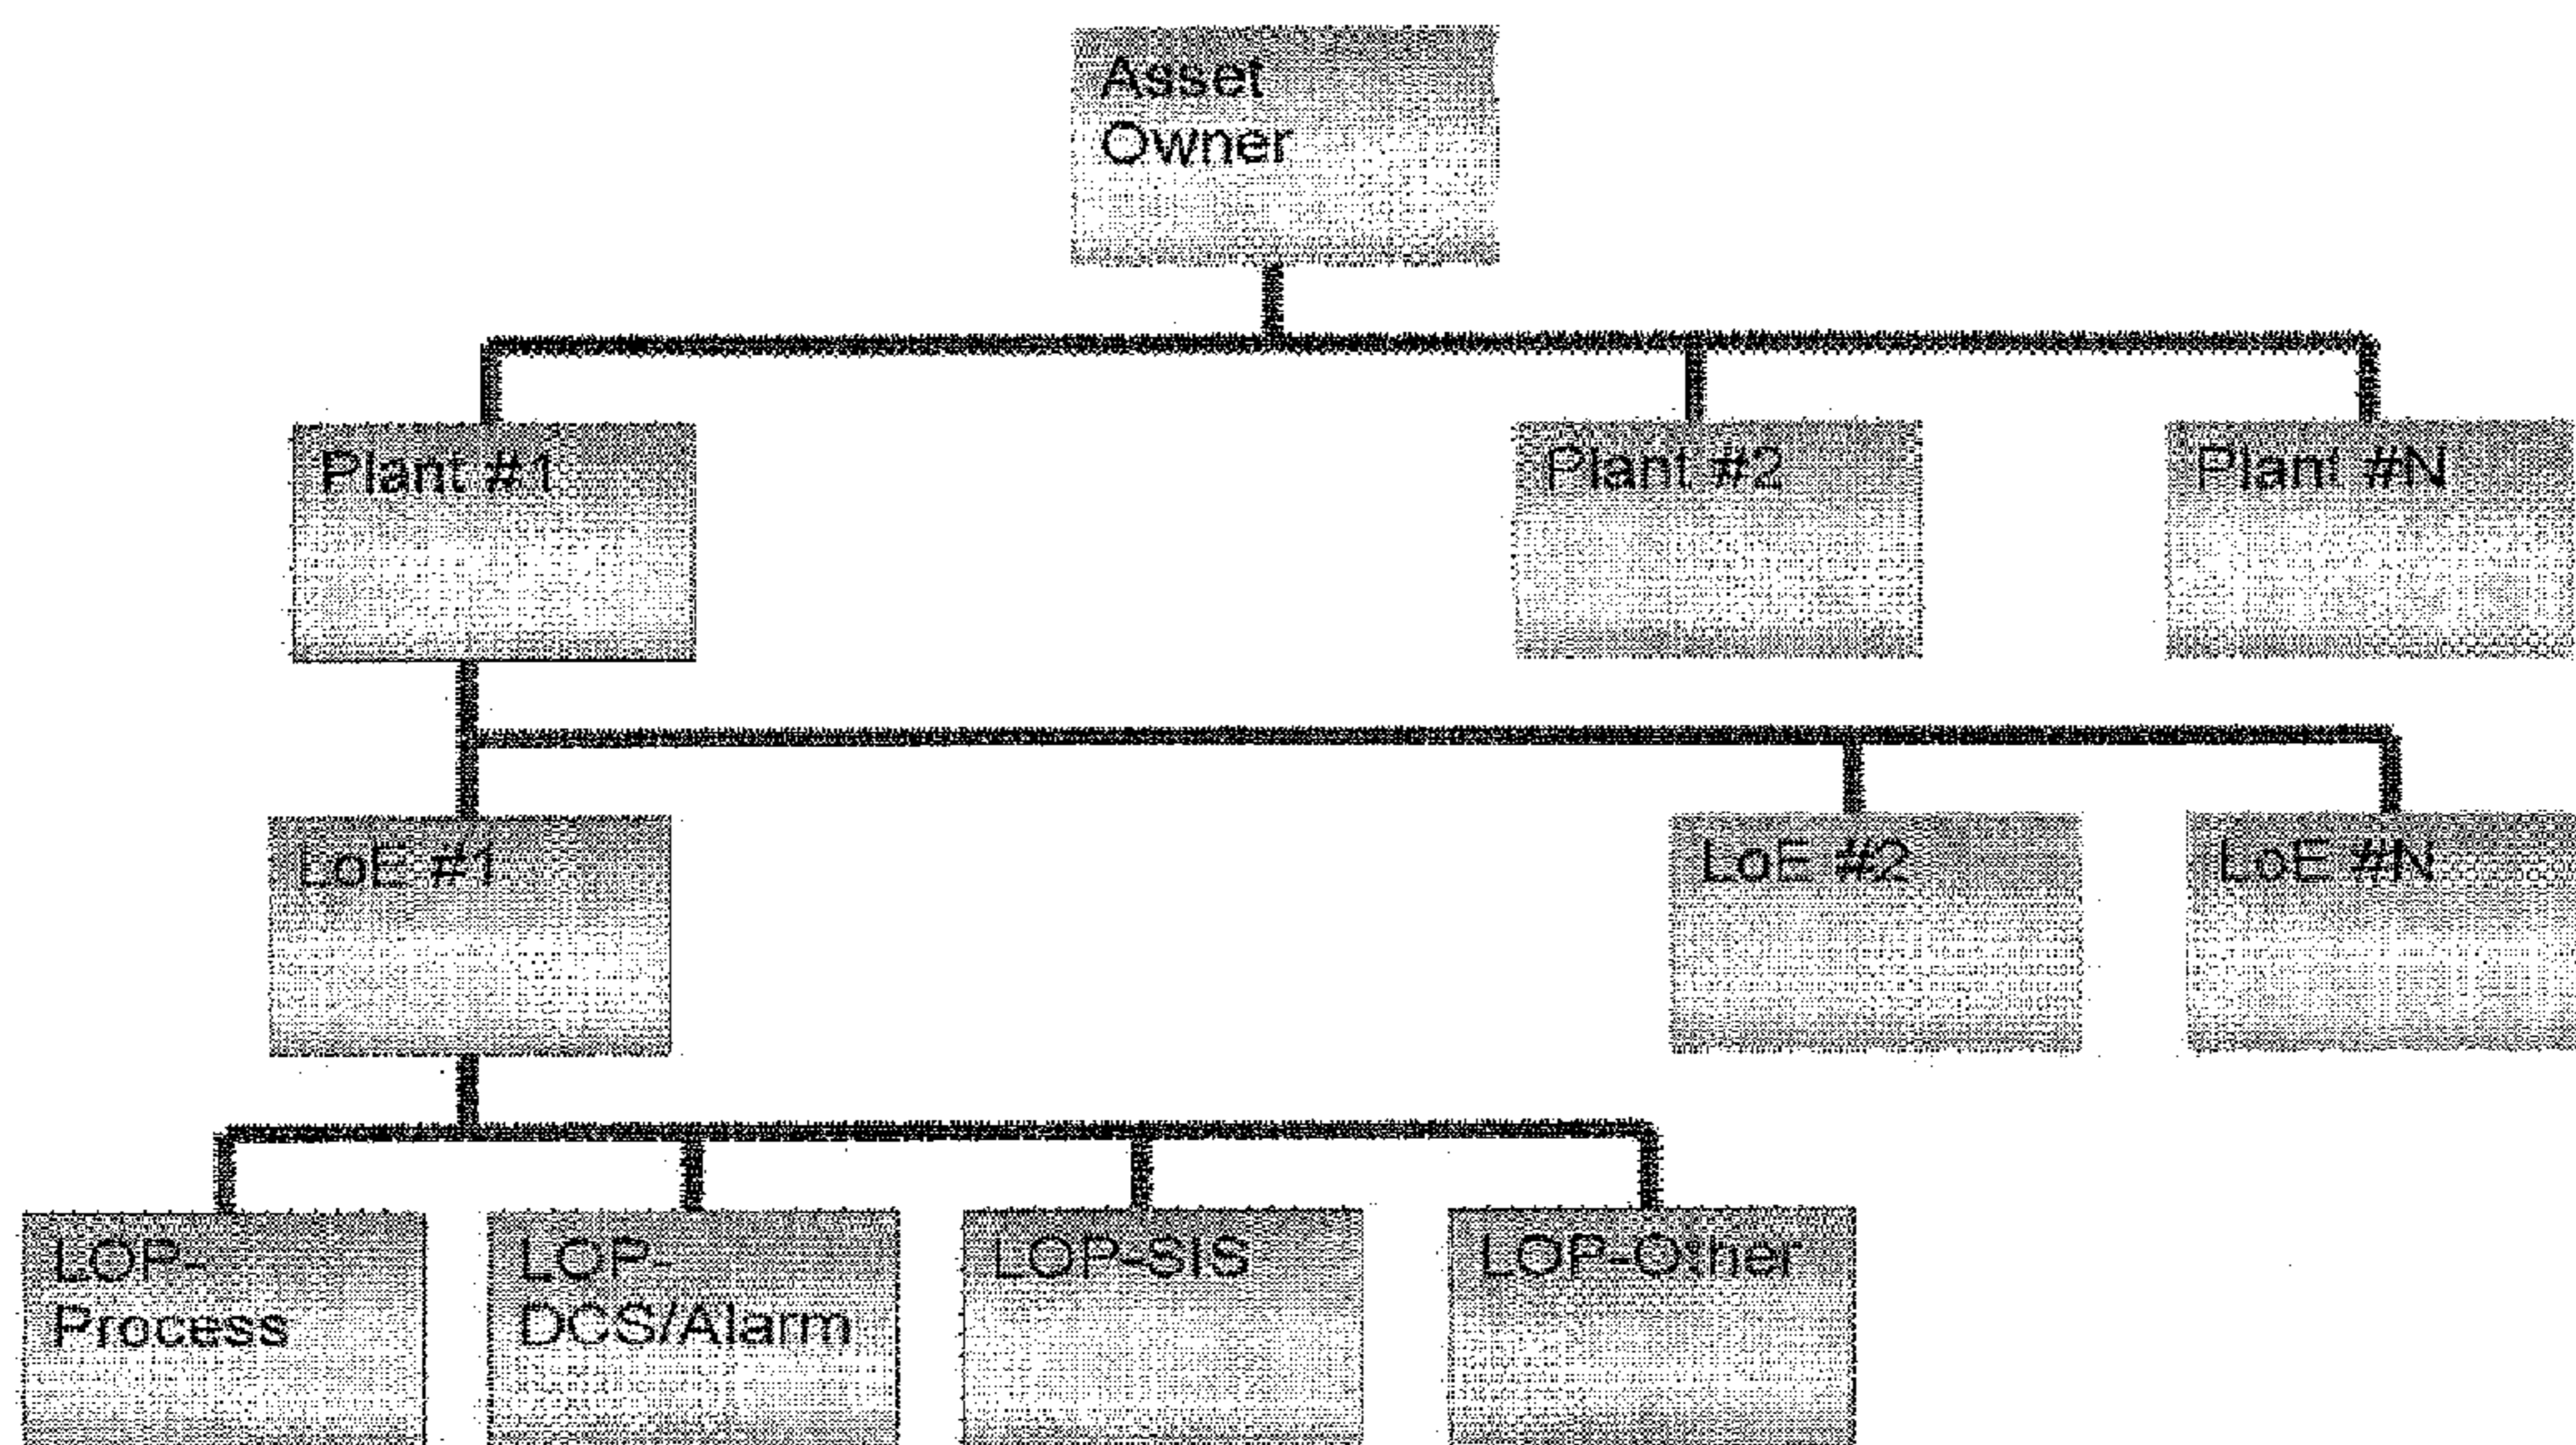 Asset
Owner
Plant #1
Plant #2
Plant #N
LoE #1
LoE #2
LoE #N
LOP-
Process
LOP-
DCS/Alarm
LOP-SIS
LOP-Other